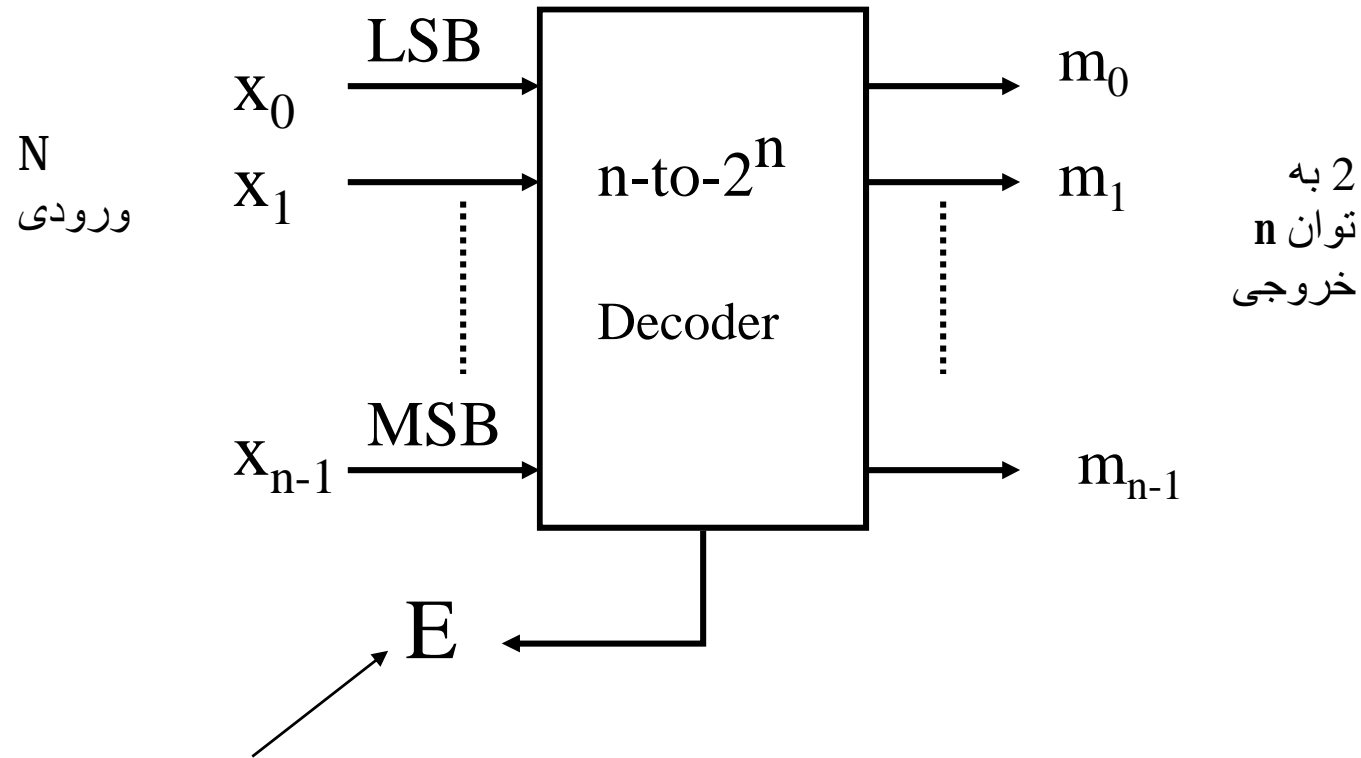 LSB
x₀
m₀
N
ورودی
x₁
n-to-2ⁿ
m₁
2 به
توان n
خروجی
Decoder
MSB
xₙ₋₁
mₙ₋₁
E